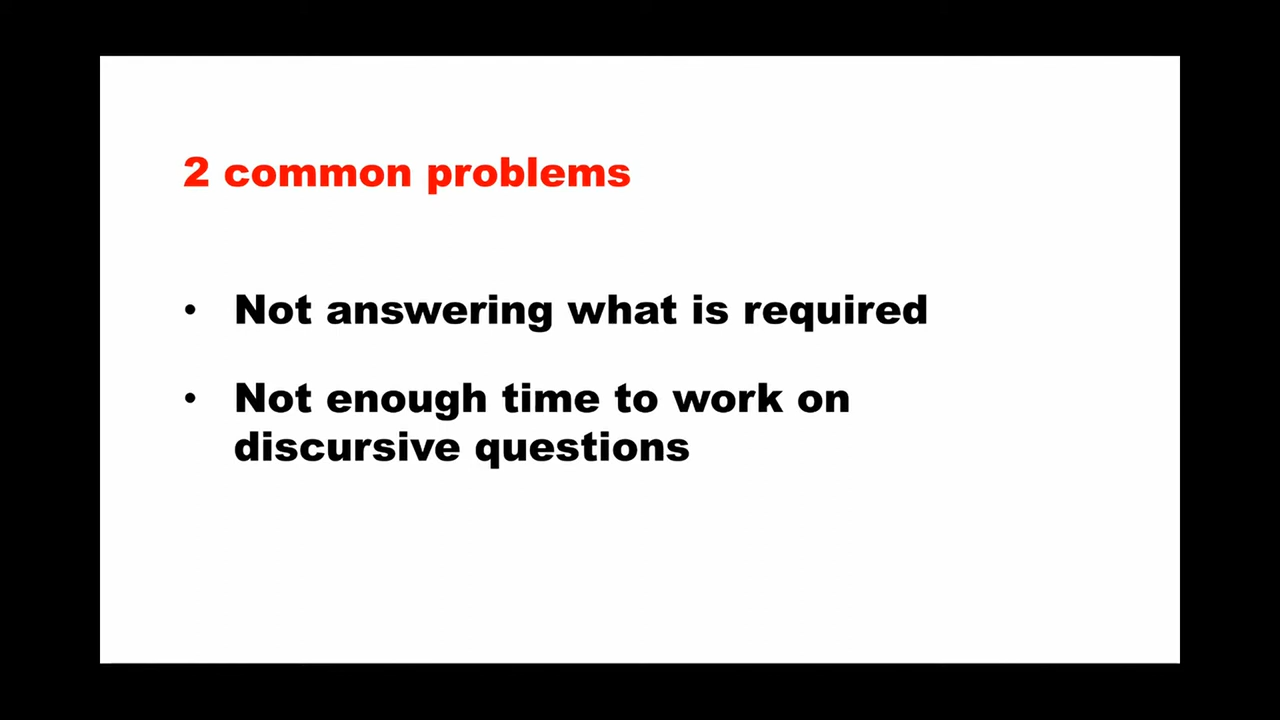 2 common problems
• Not answering what is required
• Not enough time to work on
discursive questions